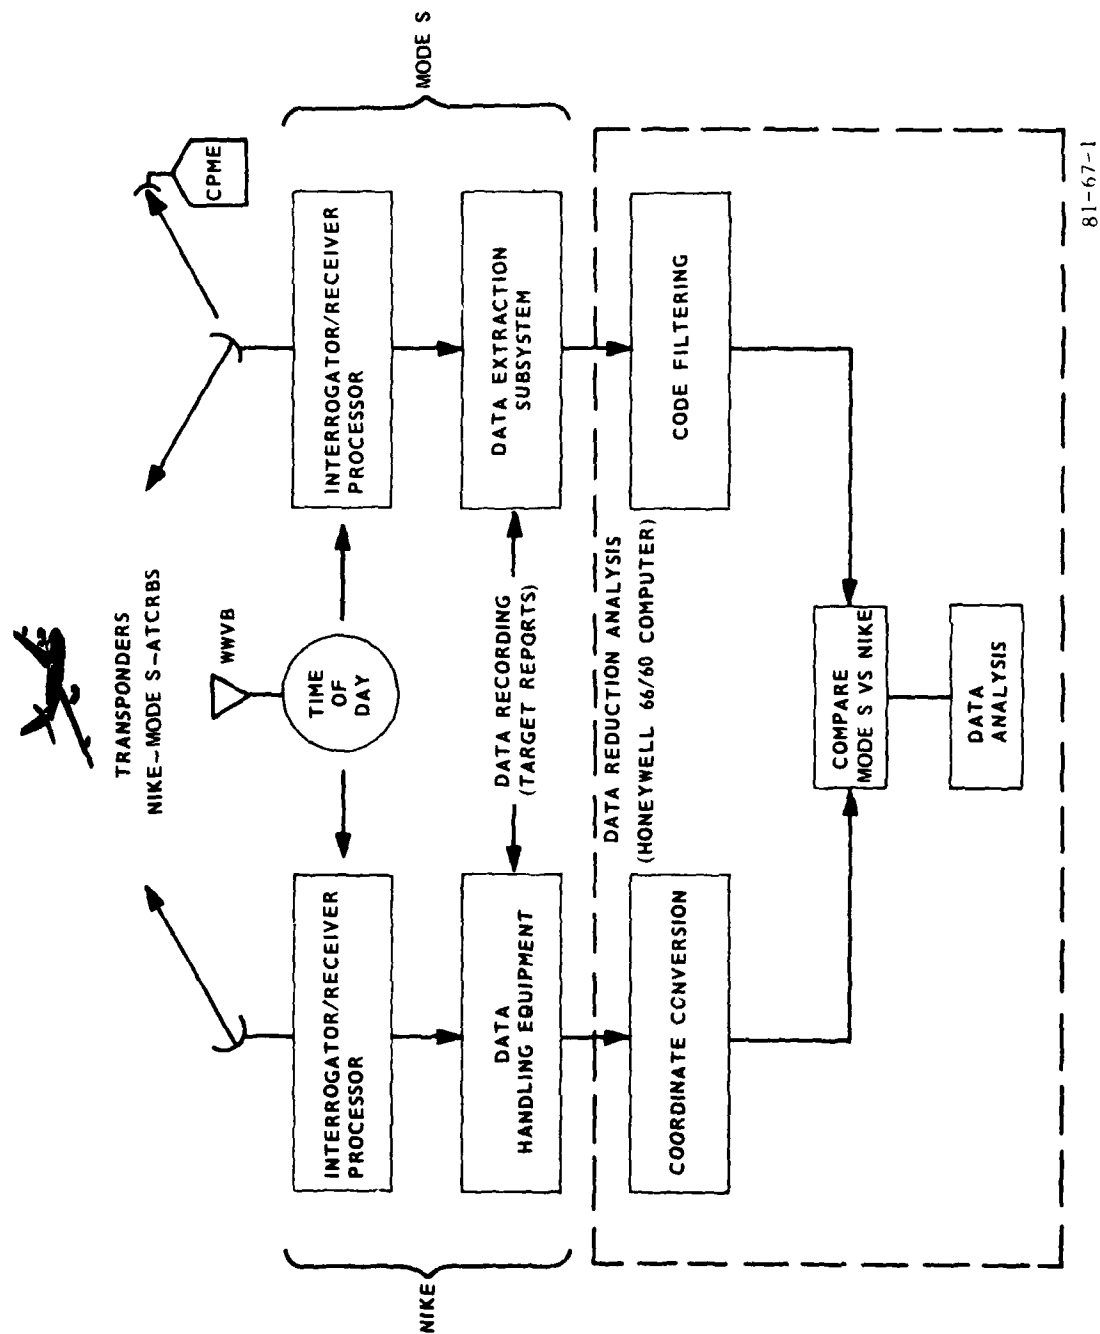 TRANSPONDERS
NIKE-MODE S-ATCRBS
WWVB
CPME
TIME
OF
DAY
NIKE
INTERROGATOR/RECEIVER
PROCESSOR
INTERROGATOR/RECEIVER
PROCESSOR
MODE S
DATA
HANDLING EQUIPMENT
DATA RECORDING
(TARGET REPORTS)
DATA EXTRACTION
SUBSYSTEM
DATA REDUCTION ANALYSIS
(HONEYWELL 66/60 COMPUTER)
COORDINATE CONVERSION
CODE FILTERING
COMPARE
MODE S VS NIKE
DATA
ANALYSIS
81-67-1